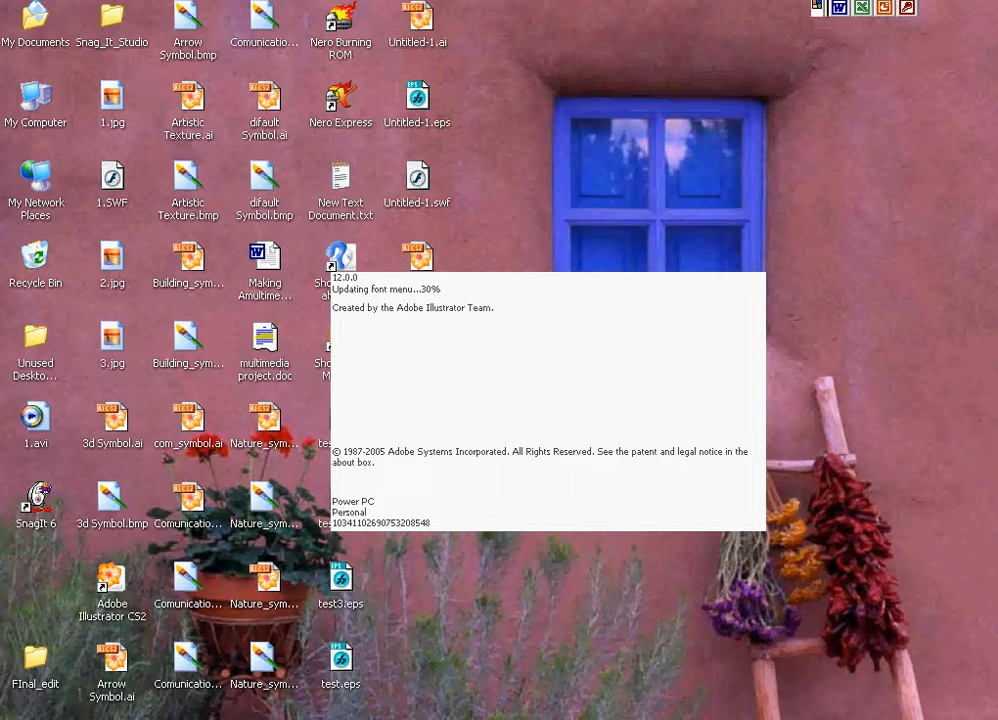 My Documents
Snag_It_Studio
Arrow
Symbol.bmp
Comunicatio...
Nero Burning
ROM
Untitled-1.ai
My Computer
1.jpg
Artistic
Texture.ai
difault
Symbol.ai
Nero Express
Untitled-1.eps
My Network
Places
1.SWF
Artistic
Texture.bmp
difault
Symbol.bmp
New Text
Document.txt
Untitled-1.swf
Recycle Bin
2.jpg
Building_sym...
Making
Amultime...
12.0.0
Updating font menu...30%
Created by the Adobe Illustrator Team.
Unused
Deskto...
3.jpg
Building_sym...
multimedia
project.doc
1.avi
3d Symbol.ai
com_symbol.ai
Nature_sym...
© 1987-2005 Adobe Systems Incorporated. All Rights Reserved. See the patent and legal notice in the
about box.
SnagIt 6
3d Symbol.bmp
Comunicatio...
Nature_sym...
Power PC
Personal
10341102690753208548
Adobe
Illustrator CS2
Comunicatio...
Nature_sym...
test3.eps
FInal_edit
Arrow
Symbol.ai
Comunicatio...
Nature_sym...
test.eps